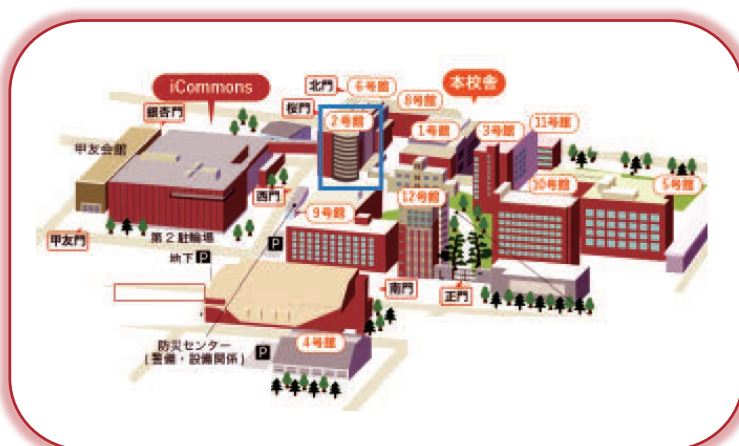 北門
6号館
本校舎
iCommons
桜門
8号館
銀杏門
2号館
1号館
3号館
11号館
甲友会館
西門
10号館
5号館
12号館
9号館
甲友門
第2駐輪場
P
地下P
南門
正門
防災センター
(警備・設備関係)
P
4号館